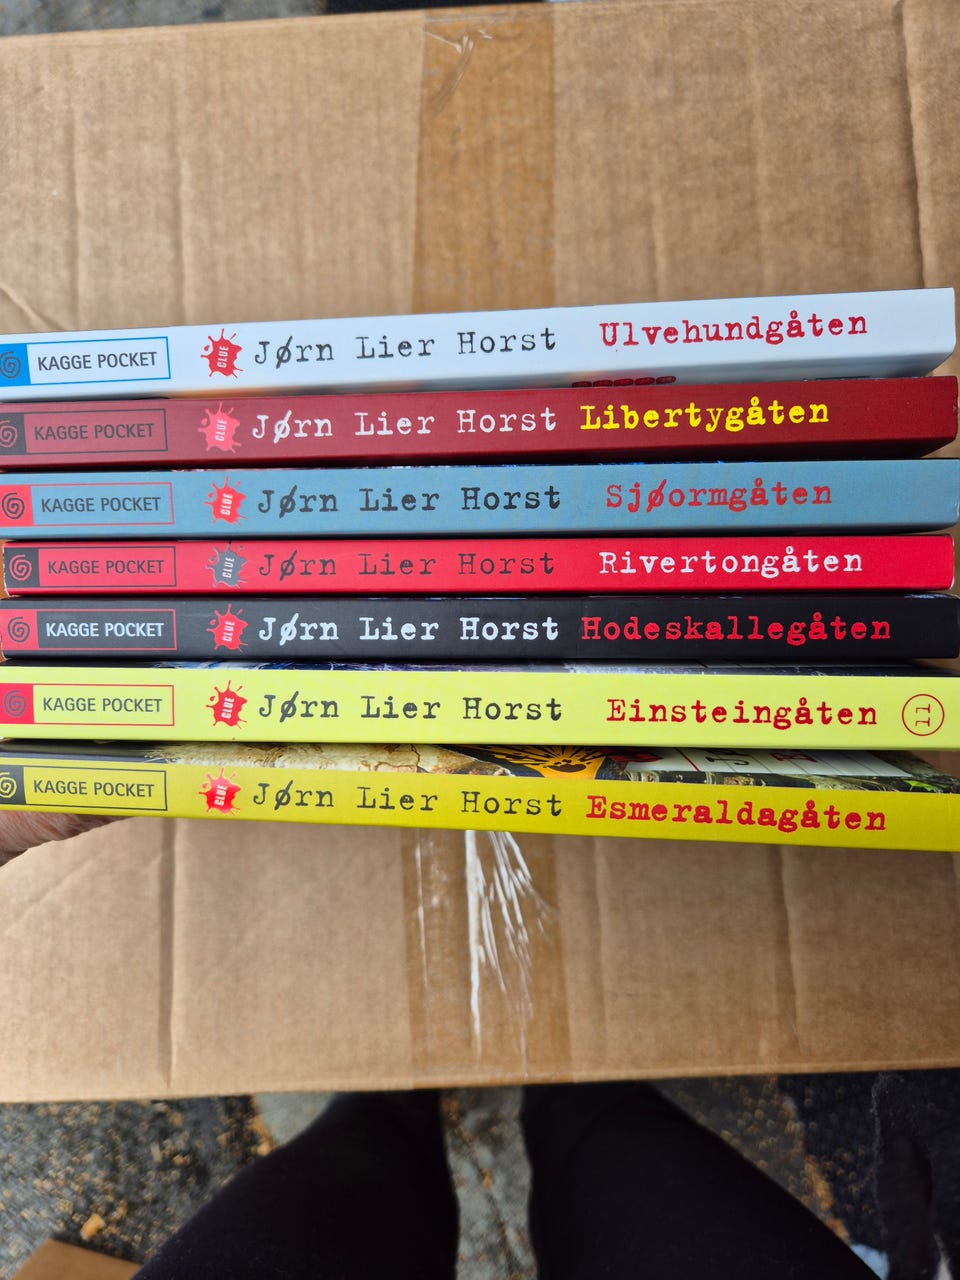 KAGGE POCKET CLUE Jørn Lier Horst Ulvehundgåten
KAGGE POCKET CLUE Jørn Lier Horst Libertygåten
KAGGE POCKET CLUE Jørn Lier Horst Sjøormgåten
KAGGE POCKET CLUE Jørn Lier Horst Rivertongåten
KAGGE POCKET CLUE Jørn Lier Horst Hodeskallegåten
KAGGE POCKET CLUE Jørn Lier Horst Einsteingåten 11
KAGGE POCKET CLUE Jørn Lier Horst Esmeraldagåten